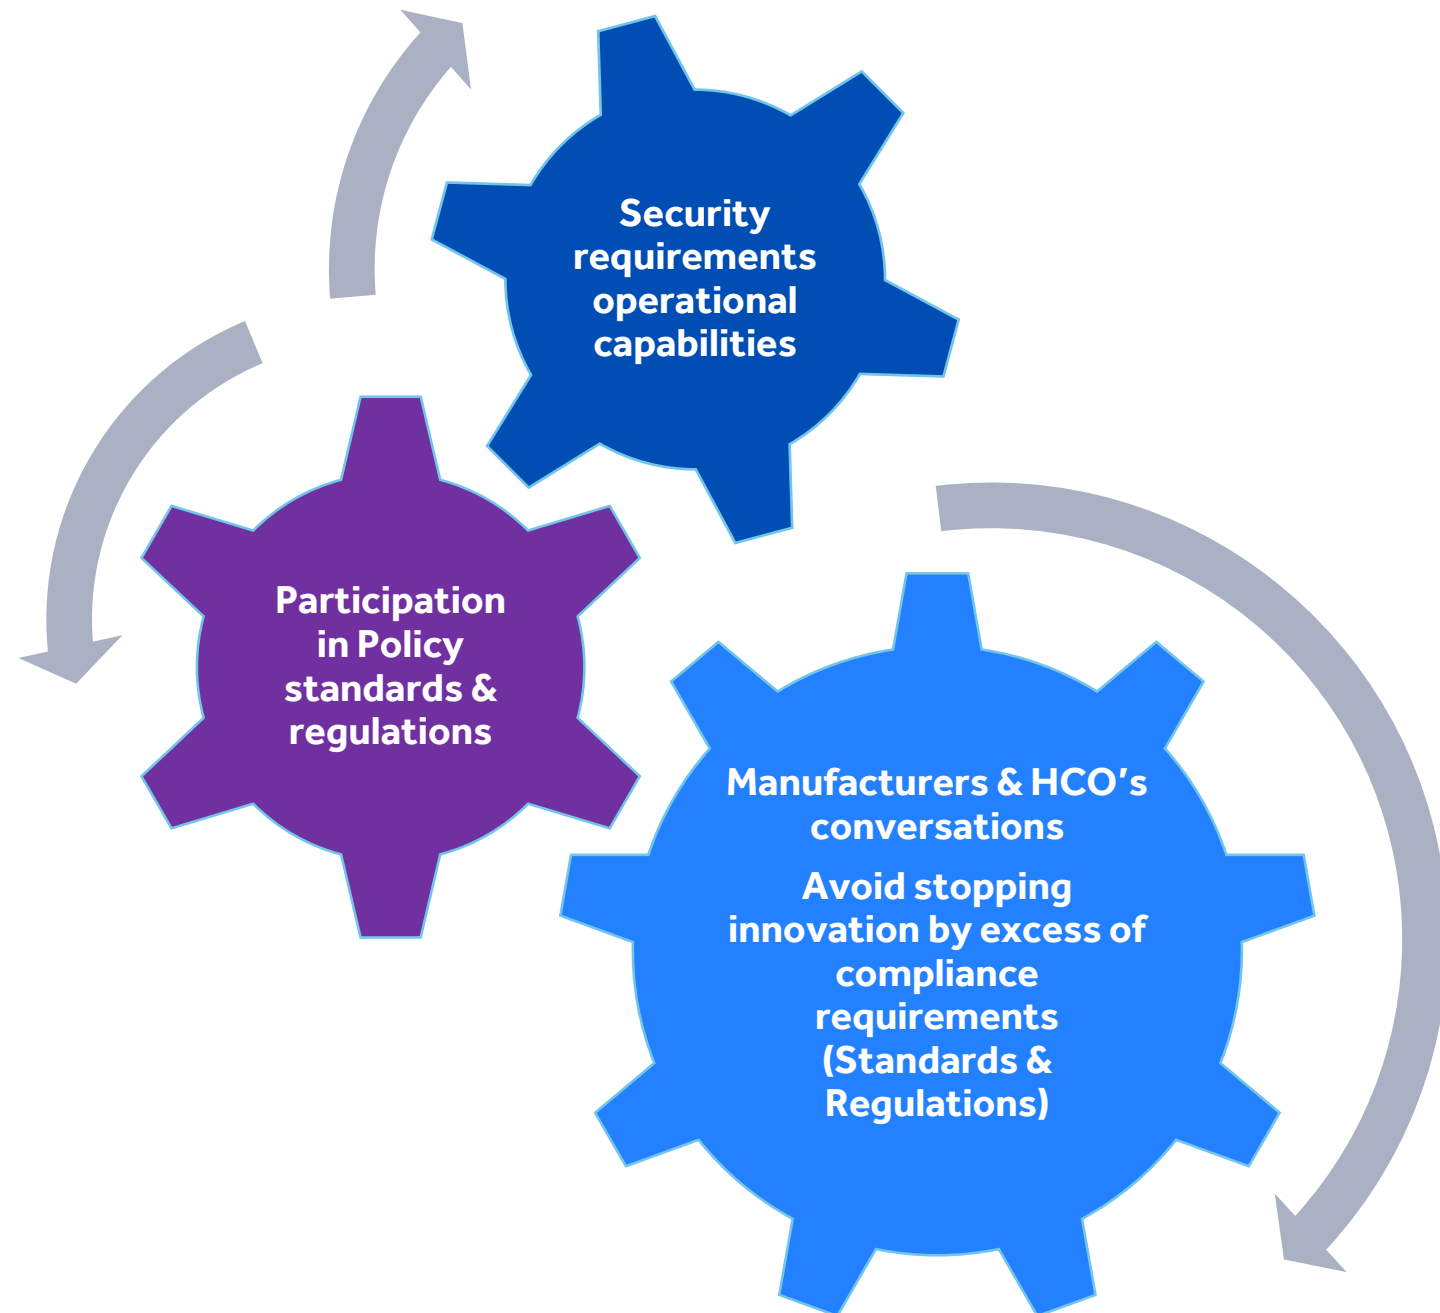 Security
requirements
operational
capabilities
Participation
in Policy
standards &
regulations
Manufacturers & HCO’s
conversations
Avoid stopping
innovation by excess of
compliance
requirements
(Standards &
Regulations)